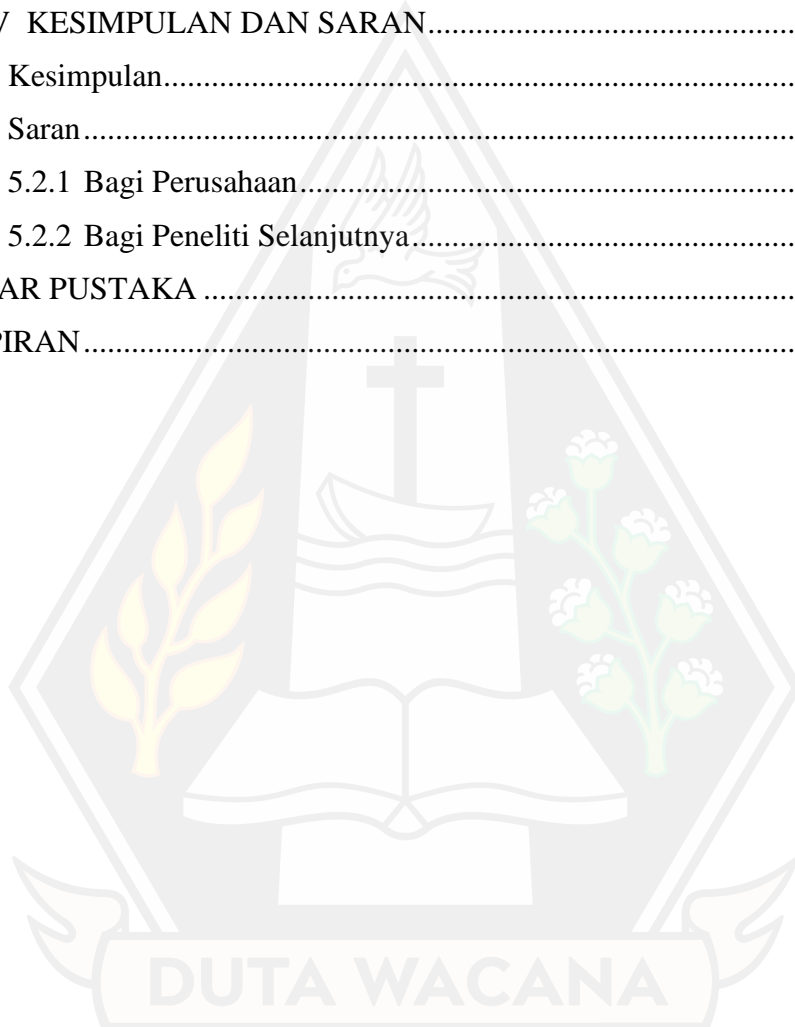 V KESIMPULAN DAN SARAN..........................................
Kesimpulan..........................................................................
Saran....................................................................................
5.2.1 Bagi Perusahaan.........................................................
5.2.2 Bagi Peneliti Selanjutnya...........................................
AR PUSTAKA .....................................................................
PIRAN..................................................................................
DUTA WACANA